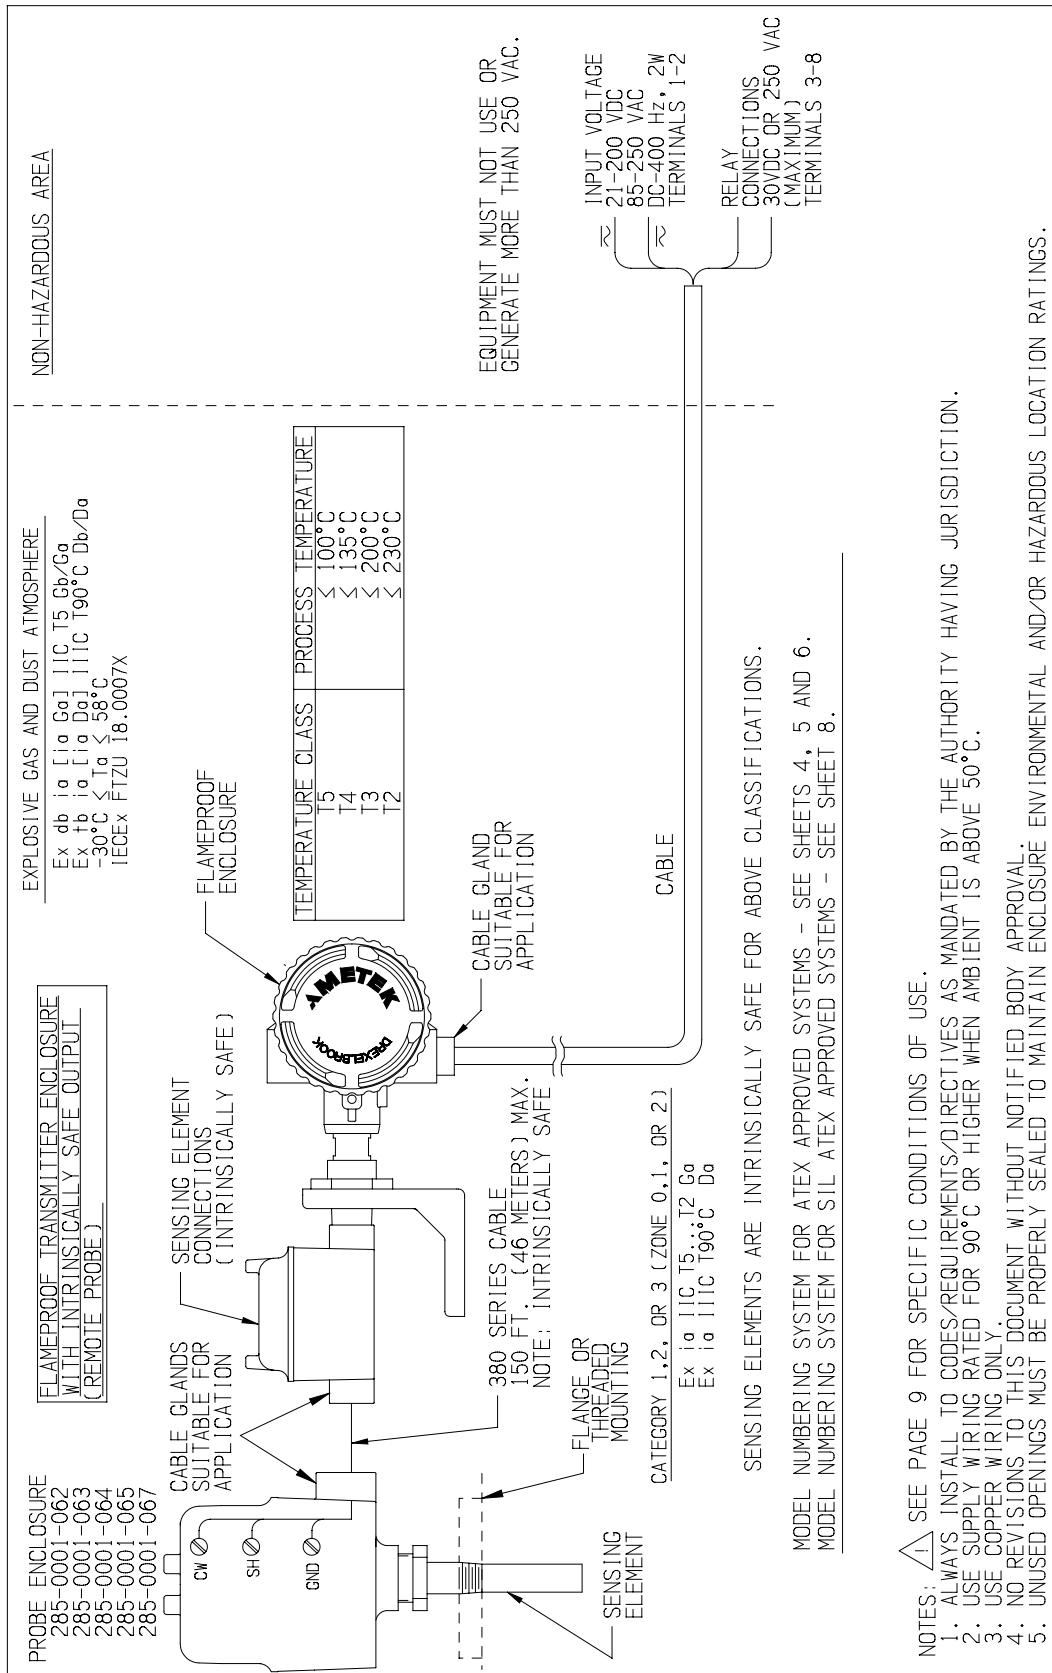 PROBE ENCLOSURE
285-0001-062
285-0001-063
285-0001-064
285-0001-065
285-0001-067
FLAMEPROOF TRANSMITTER ENCLOSURE
WITH INTRINSICALLY SAFE OUTPUT
(REMOTE PROBE)
EXPLOSIVE GAS AND DUST ATMOSPHERE
Ex db ia [ia Ga] IIC T5 Gb/Ga
Ex tb ia [ia Da] IIIC T90°C Db/Da
-30°C ≤ Ta ≤ 58°C
IECEx FTZU 18.0007X
NON-HAZARDOUS AREA
CABLE GLANDS
SUITABLE FOR
APPLICATION
SENSING ELEMENT
CONNECTIONS
(INTRINSICALLY SAFE)
FLAMEPROOF
ENCLOSURE
CW
SH
GND
AMETEK
DREXELBROOK
TEMPERATURE CLASS PROCESS TEMPERATURE
T5 ≤ 100°C
T4 ≤ 135°C
T3 ≤ 200°C
T2 ≤ 230°C
EQUIPMENT MUST NOT USE OR
GENERATE MORE THAN 250 VAC.
380 SERIES CABLE
150 FT. (46 METERS) MAX.
NOTE: INTRINSICALLY SAFE
CABLE GLAND
SUITABLE FOR
APPLICATION
FLANGE OR
THREADED
MOUNTING
SENSING
ELEMENT
INPUT VOLTAGE
21-200 VDC
85-250 VAC
DC-400 Hz, 2W
TERMINALS 1-2
RELAY
CONNECTIONS
30VDC OR 250 VAC
(MAXIMUM)
TERMINALS 3-8
CABLE
CATEGORY 1,2, OR 3 (ZONE 0,1, OR 2)
Ex ia IIC T5...T2 Ga
Ex ia IIIC T90°C Da
SENSING ELEMENTS ARE INTRINSICALLY SAFE FOR ABOVE CLASSIFICATIONS.
MODEL NUMBERING SYSTEM FOR ATEX APPROVED SYSTEMS - SEE SHEETS 4, 5 AND 6.
MODEL NUMBERING SYSTEM FOR SIL ATEX APPROVED SYSTEMS - SEE SHEET 8.
NOTES: ! SEE PAGE 9 FOR SPECIFIC CONDITIONS OF USE.
1. ALWAYS INSTALL TO CODES/REQUIREMENTS/DIRECTIVES AS MANDATED BY THE AUTHORITY HAVING JURISDICTION.
2. USE SUPPLY WIRING RATED FOR 90°C OR HIGHER WHEN AMBIENT IS ABOVE 50°C.
3. USE COPPER WIRING ONLY.
4. NO REVISIONS TO THIS DOCUMENT WITHOUT NOTIFIED BODY APPROVAL.
5. UNUSED OPENINGS MUST BE PROPERLY SEALED TO MAINTAIN ENCLOSURE ENVIRONMENTAL AND/OR HAZARDOUS LOCATION RATINGS.